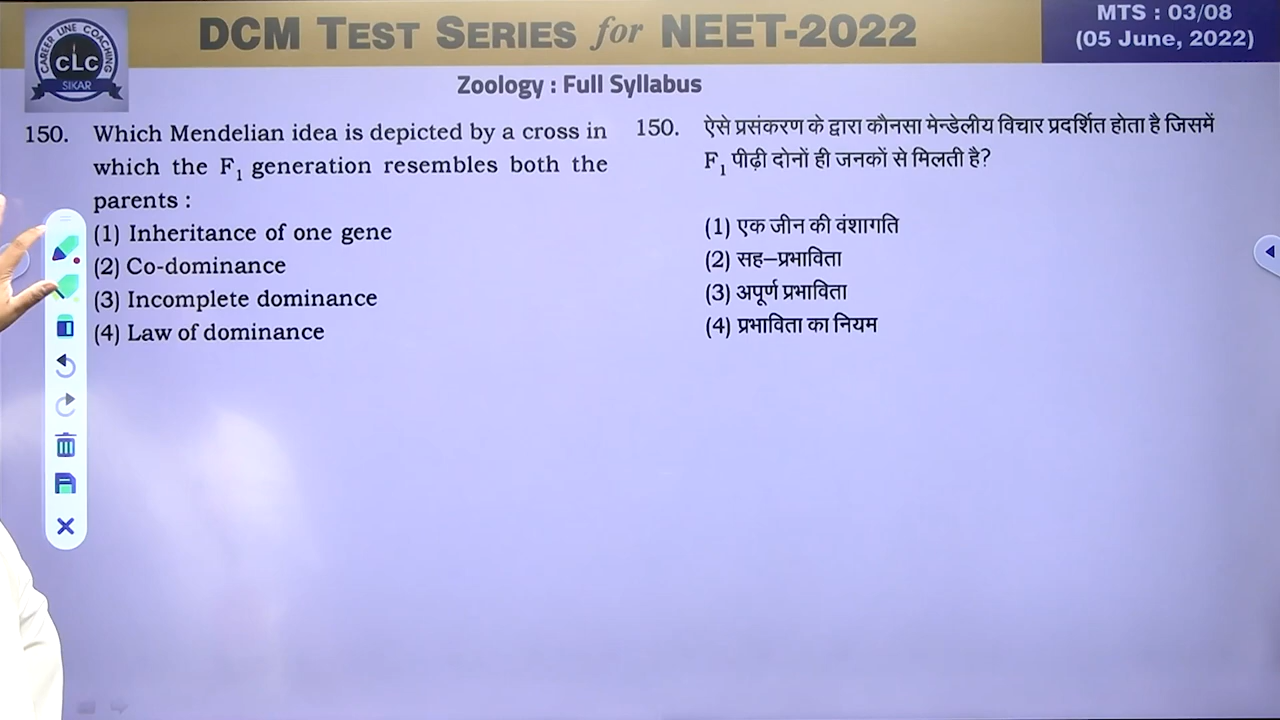 DCM TEST SERIES for NEET-2022
MTS : 03/08
(05 June, 2022)
CAREER LINE COACHING
CLC
SIKAR
Zoology : Full Syllabus
150. Which Mendelian idea is depicted by a cross in
which the F₁ generation resembles both the
parents :
(1) Inheritance of one gene
(2) Co-dominance
(3) Incomplete dominance
(4) Law of dominance
150. ऐसे प्रसंकरण के द्वारा कौनसा मेन्डेलीय विचार प्रदर्शित होता है जिसमें
F₁ पीढ़ी दोनों ही जनकों से मिलती है?
(1) एक जीन की वंशागति
(2) सह–प्रभाविता
(3) अपूर्ण प्रभाविता
(4) प्रभाविता का नियम